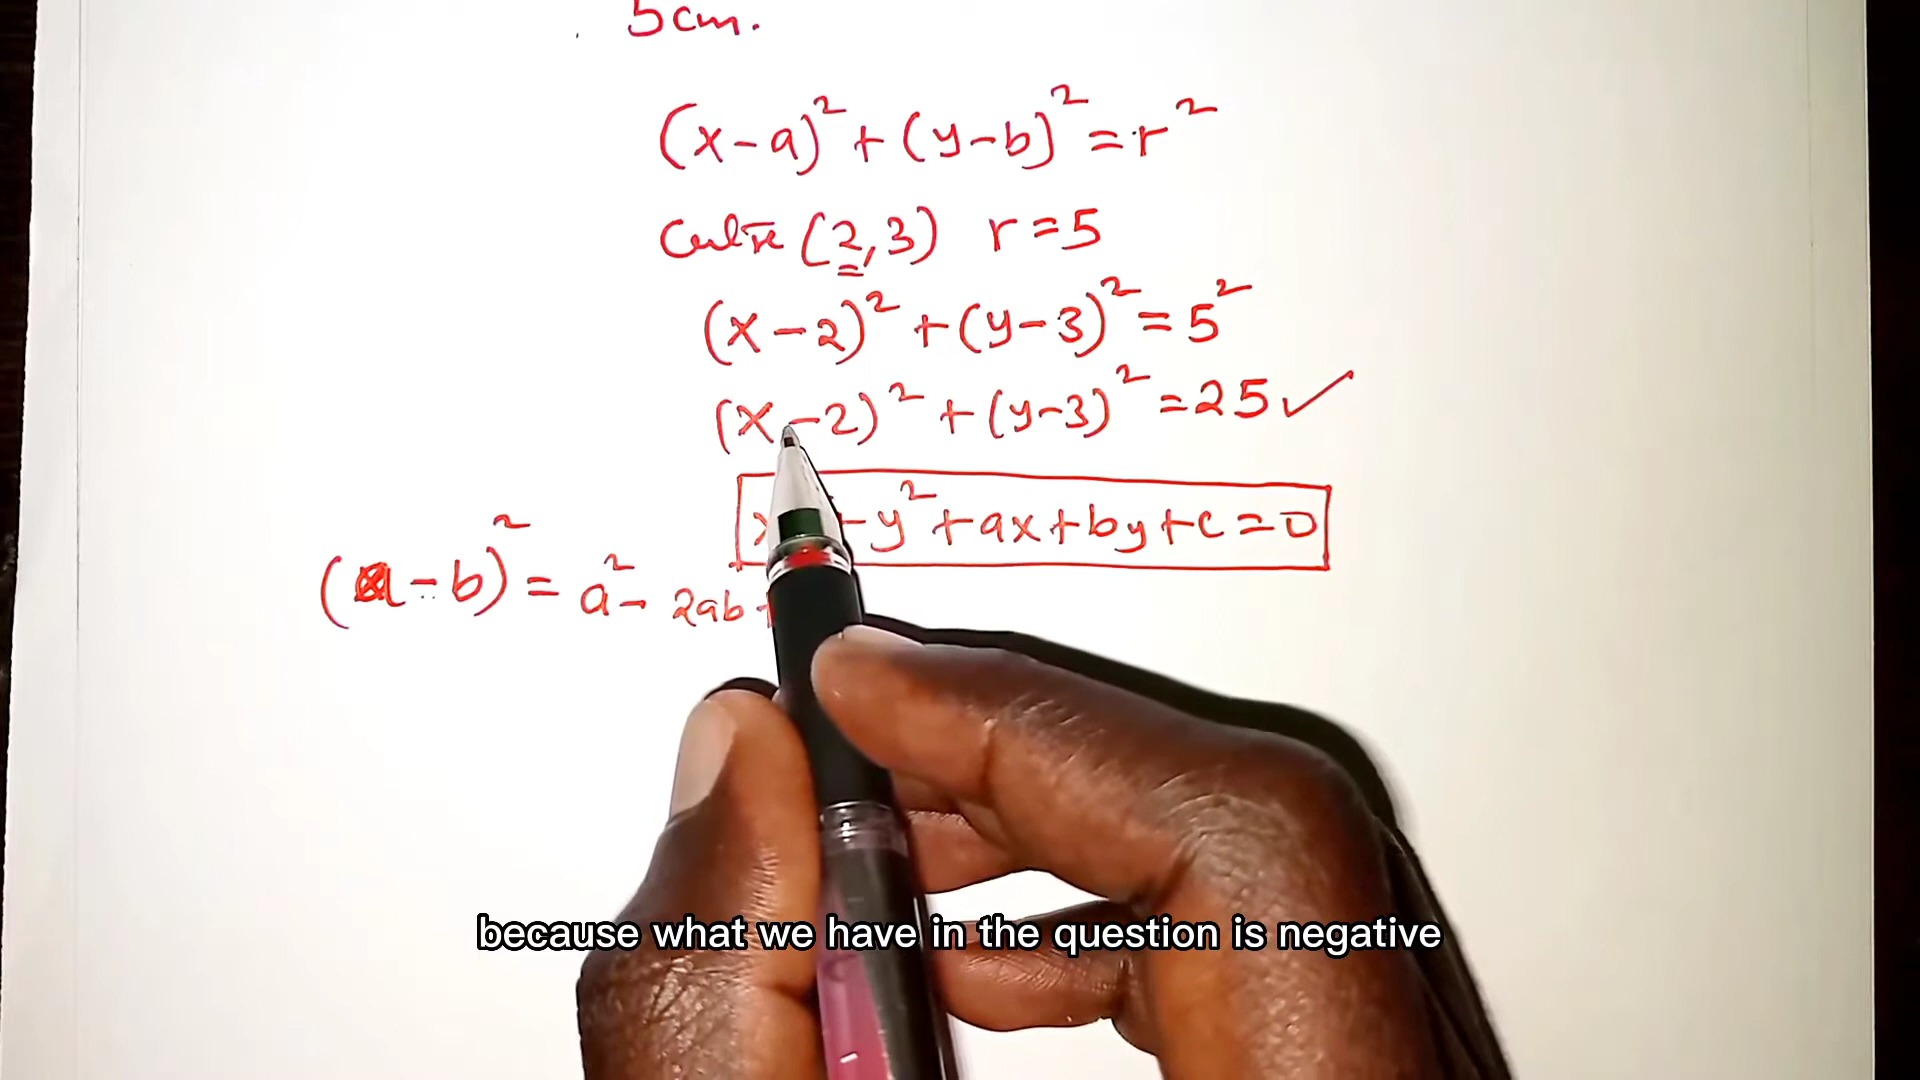 5cm.
(x-a)² + (y-b)² = r²
Centre (2,3) r=5
(x-2)² + (y-3)² = 5²
(x-2)² + (y-3)² = 25 ✓
y² + ax + by + c = 0
(a-b)² = a² - 2ab
because what we have in the question is negative